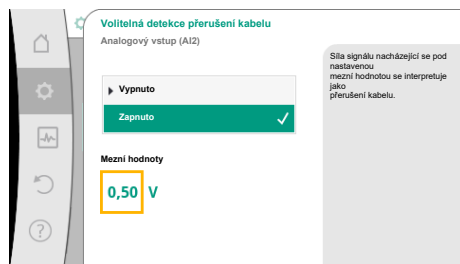 Volitelná detekce přerušení kabelu
Analogový vstup (AI2)
Síla signálu nacházející se pod
nastavenou
mezní hodnotou se interpretuje
jako
přerušení kabelu.
Vypnuto
Zapnuto
Mezní hodnoty
0,50 V
?